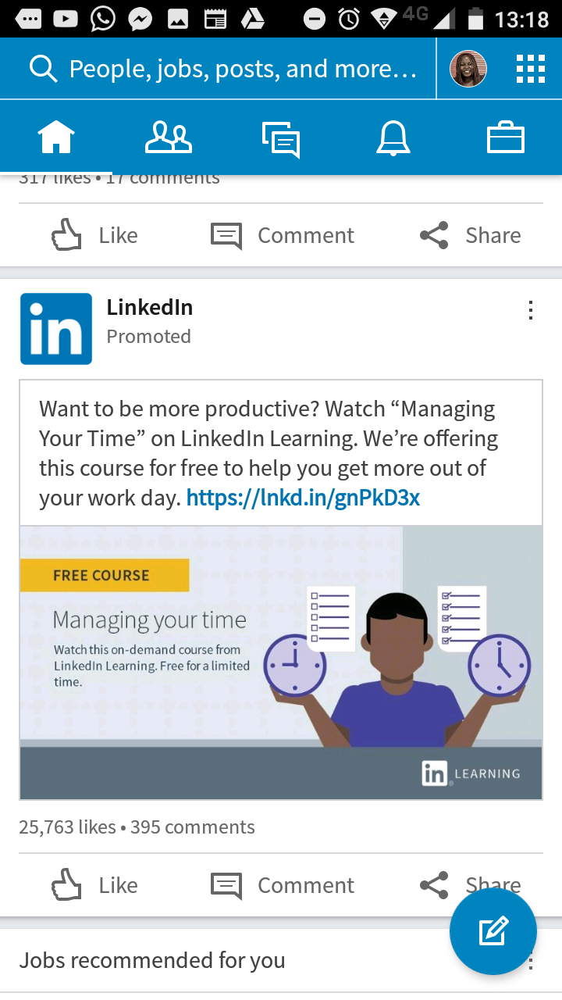 4G 13:18
People, jobs, posts, and more...
317 likes • 17 comments
Like Comment Share
in LinkedIn
Promoted
Want to be more productive? Watch “Managing
Your Time” on LinkedIn Learning. We’re offering
this course for free to help you get more out of
your work day. https://lnkd.in/gnPkD3x
FREE COURSE
Managing your time
Watch this on-demand course from
LinkedIn Learning. Free for a limited
time.
in® LEARNING
25,763 likes • 395 comments
Like Comment Share
Jobs recommended for you